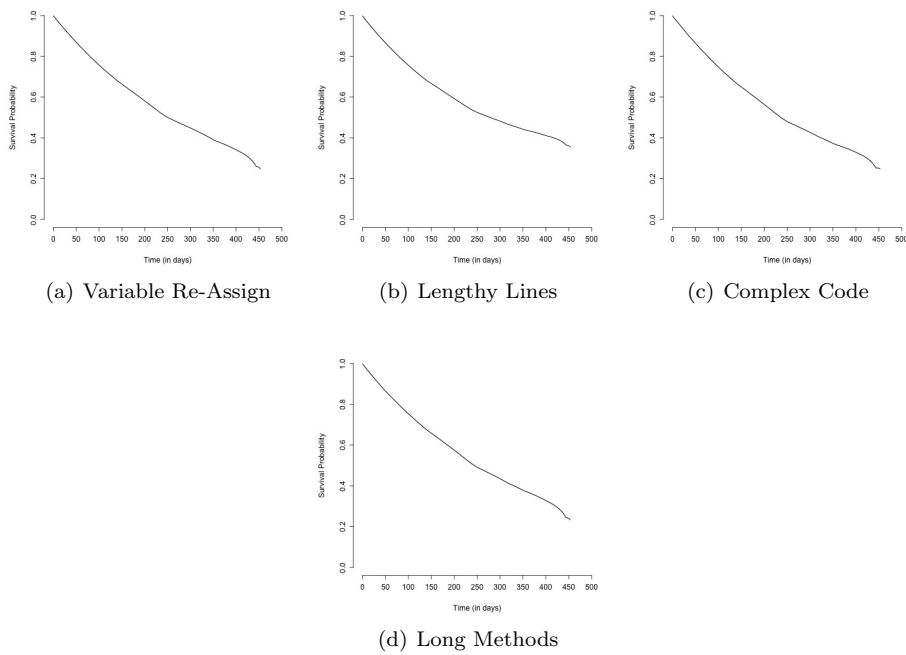 Survival Probability
1.0
0.8
0.6
0.4
0.2
0.0
0 50 100 150 200 250 300 350 400 450 500
Time (in days)
(a) Variable Re-Assign
Survival Probability
1.0
0.8
0.6
0.4
0.2
0.0
0 50 100 150 200 250 300 350 400 450 500
Time (in days)
(b) Lengthy Lines
Survival Probability
1.0
0.8
0.6
0.4
0.2
0.0
0 50 100 150 200 250 300 350 400 450 500
Time (in days)
(c) Complex Code
Survival Probability
1.0
0.8
0.6
0.4
0.2
0.0
0 50 100 150 200 250 300 350 400 450 500
Time (in days)
(d) Long Methods